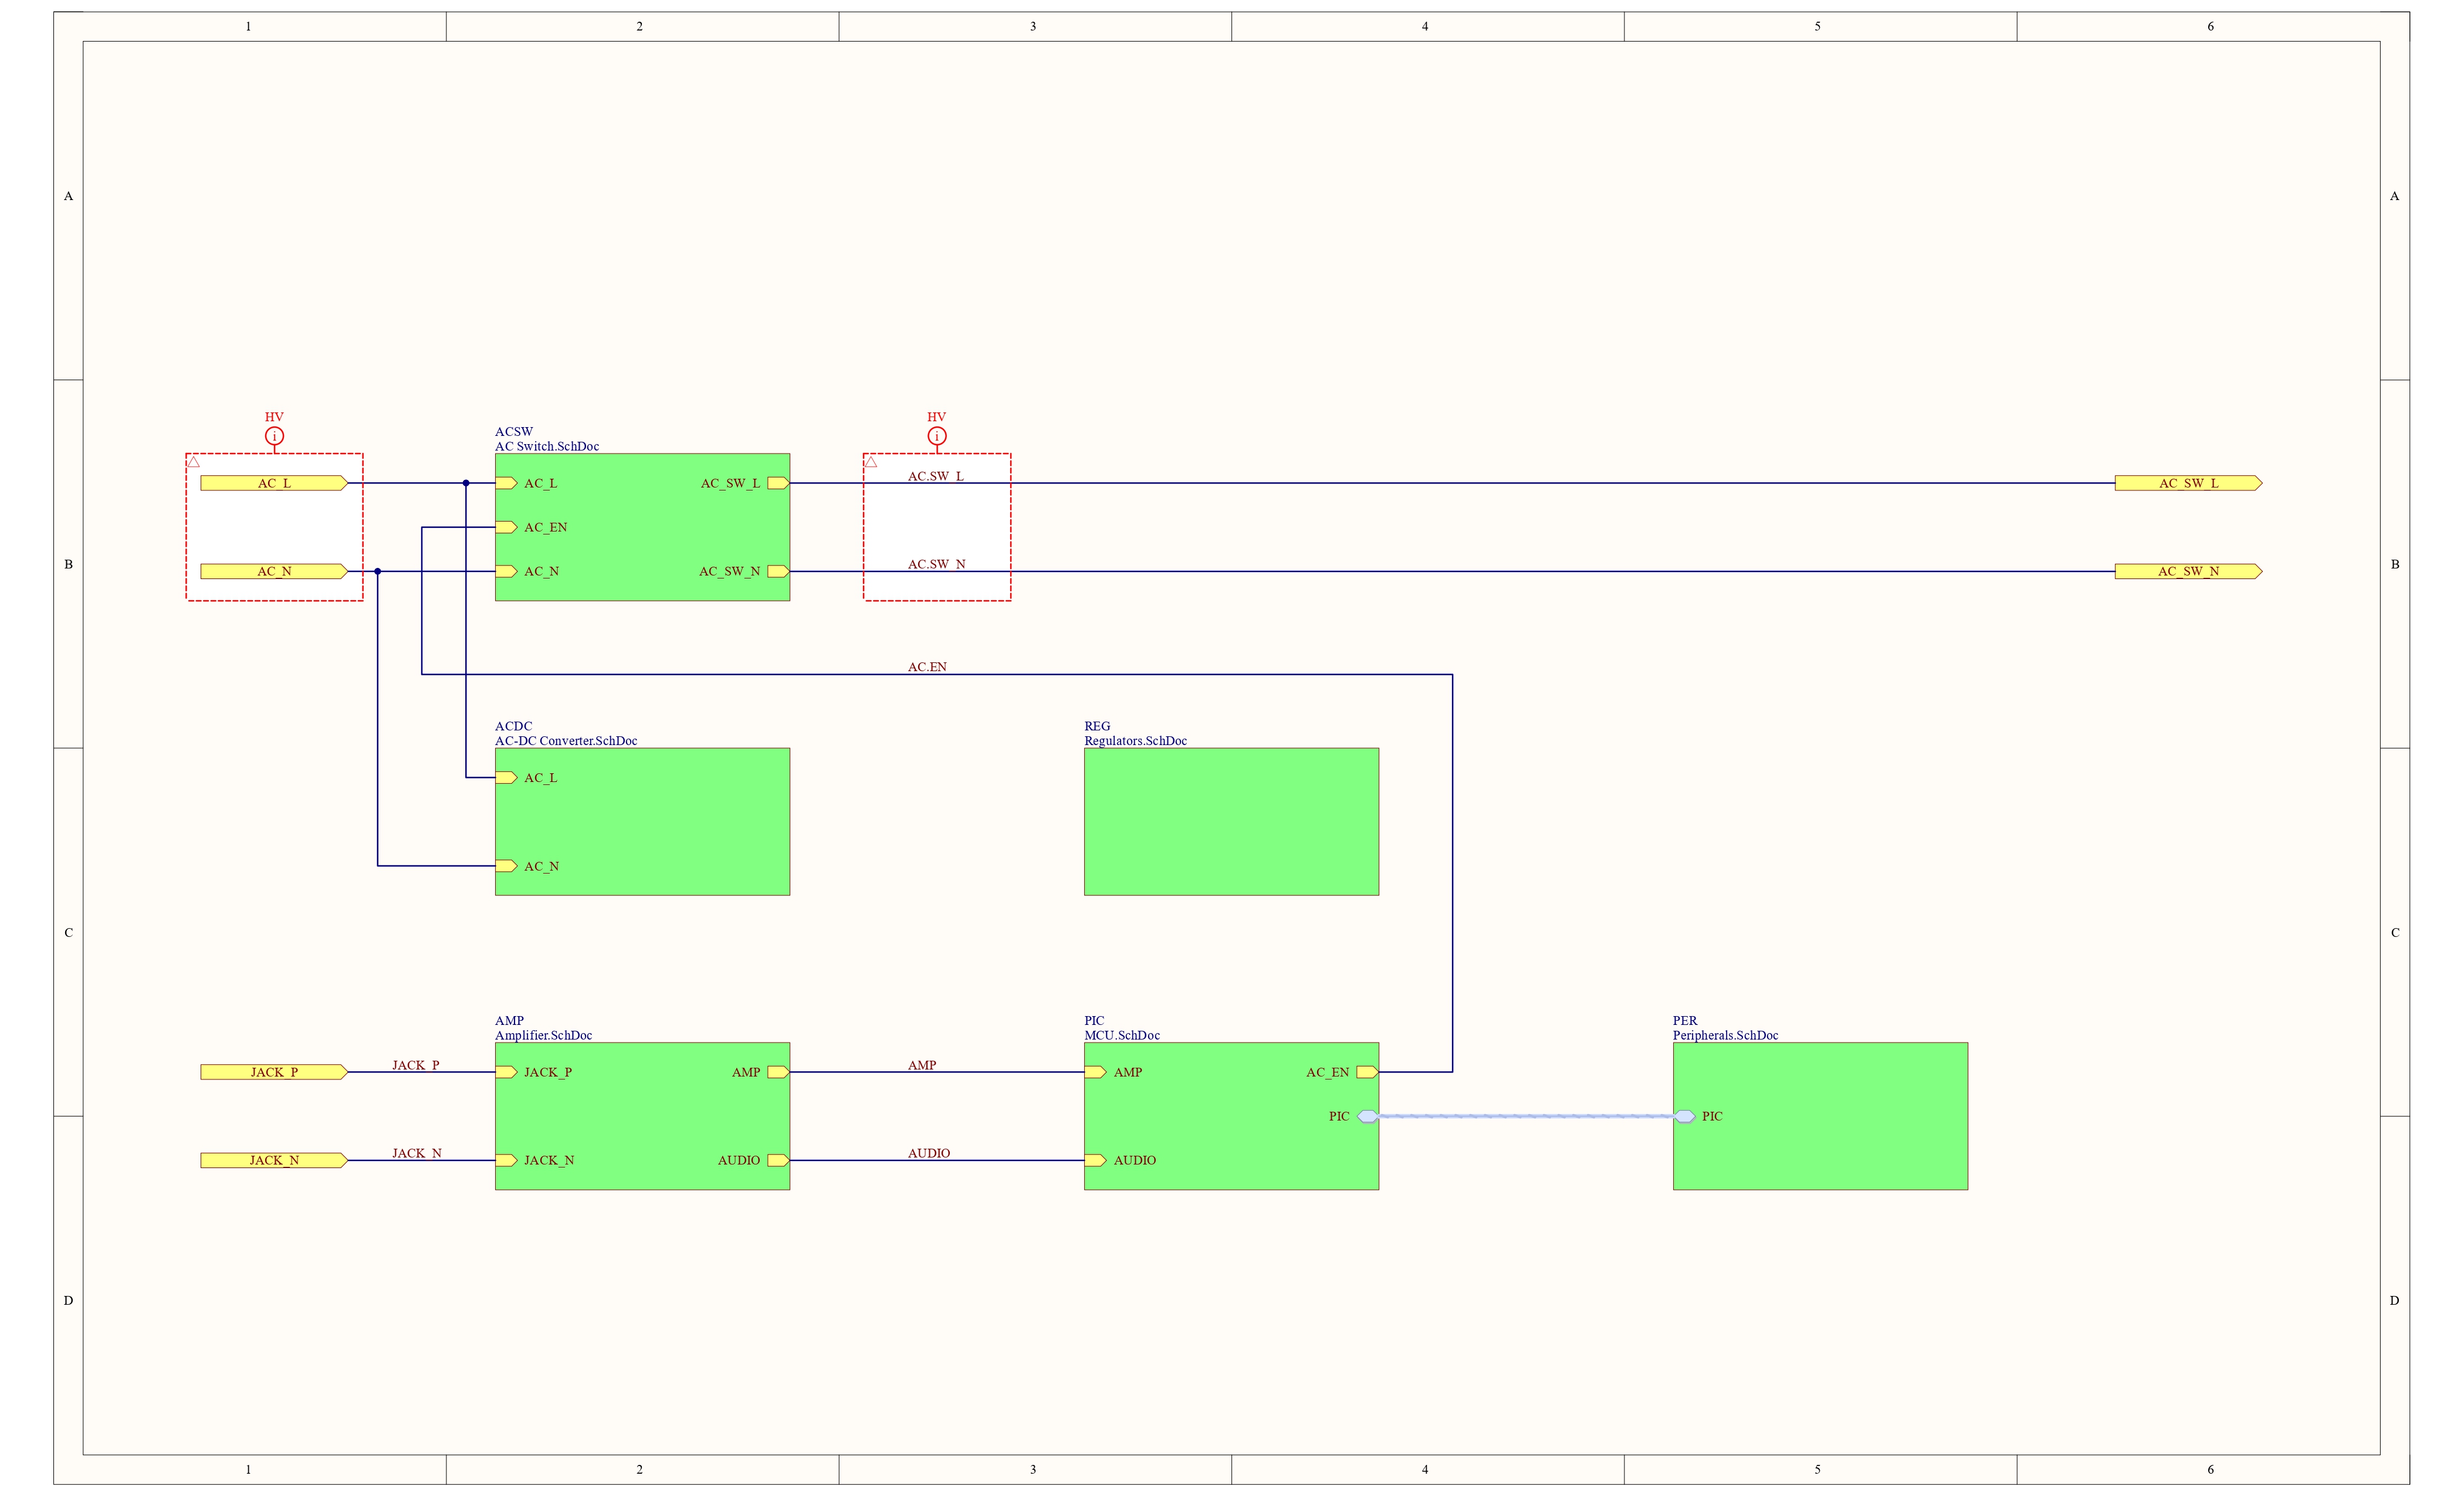 1 2 3 4 5 6
A A
HV HV
ACSW
AC Switch.SchDoc
AC_L AC_L AC_SW_L AC.SW_L AC_SW_L
AC_EN
B B
AC_N AC_N AC_SW_N AC.SW_N AC_SW_N
AC.EN
ACDC REG
AC-DC Converter.SchDoc Regulators.SchDoc
AC_L
AC_N
C C
AMP PIC PER
Amplifier.SchDoc MCU.SchDoc Peripherals.SchDoc
JACK_P JACK_P JACK_P AMP AMP AMP AC_EN
PIC PIC
JACK_N JACK_N JACK_N AUDIO AUDIO AUDIO
D D
1 2 3 4 5 6